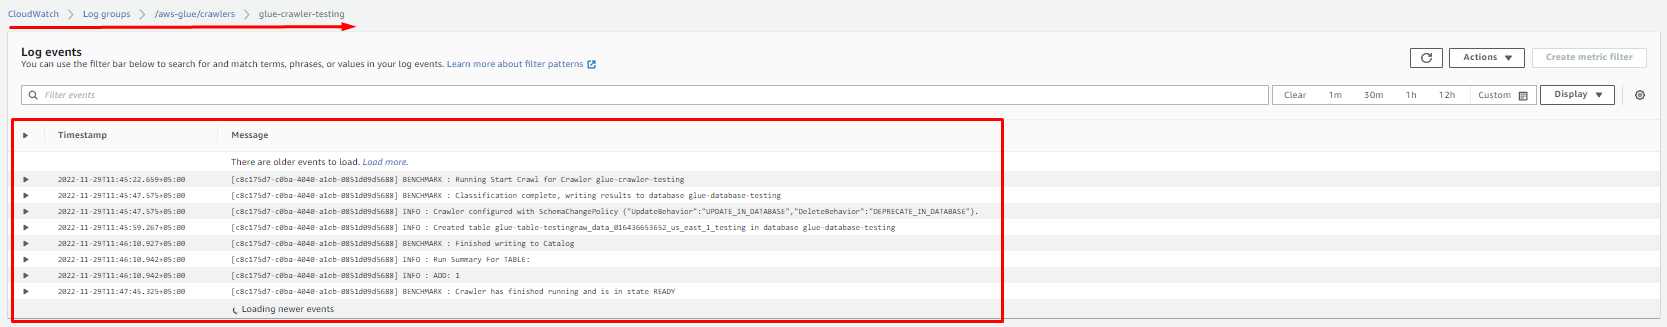 CloudWatch > Log groups > /aws-glue/crawlers > glue-crawler-testing
Log events
You can use the filter bar below to search for and match terms, phrases, or values in your log events. Learn more about filter patterns
Actions
Create metric filter
Filter events
Clear 1m 30m 1h 12h Custom Display
Timestamp Message
There are older events to load. Load more.
2022-11-29T11:45:22.659+05:00 [c8c175d7-c0ba-4040-a1eb-0851d09d5688] BENCHMARK : Running Start Crawl for Crawler glue-crawler-testing
2022-11-29T11:45:47.575+05:00 [c8c175d7-c0ba-4040-a1eb-0851d09d5688] BENCHMARK : Classification complete, writing results to database glue-database-testing
2022-11-29T11:45:47.575+05:00 [c8c175d7-c0ba-4040-a1eb-0851d09d5688] INFO : Crawler configured with SchemaChangePolicy {"UpdateBehavior":"UPDATE_IN_DATABASE","DeleteBehavior":"DEPRECATE_IN_DATABASE"}.
2022-11-29T11:45:59.267+05:00 [c8c175d7-c0ba-4040-a1eb-0851d09d5688] INFO : Created table glue-table-testingraw_data_016436653652_us_east_1_testing in database glue-database-testing
2022-11-29T11:46:10.927+05:00 [c8c175d7-c0ba-4040-a1eb-0851d09d5688] BENCHMARK : Finished writing to Catalog
2022-11-29T11:46:10.942+05:00 [c8c175d7-c0ba-4040-a1eb-0851d09d5688] INFO : Run Summary For TABLE:
2022-11-29T11:46:10.942+05:00 [c8c175d7-c0ba-4040-a1eb-0851d09d5688] INFO : ADD: 1
2022-11-29T11:47:45.325+05:00 [c8c175d7-c0ba-4040-a1eb-0851d09d5688] BENCHMARK : Crawler has finished running and is in state READY
Loading newer events